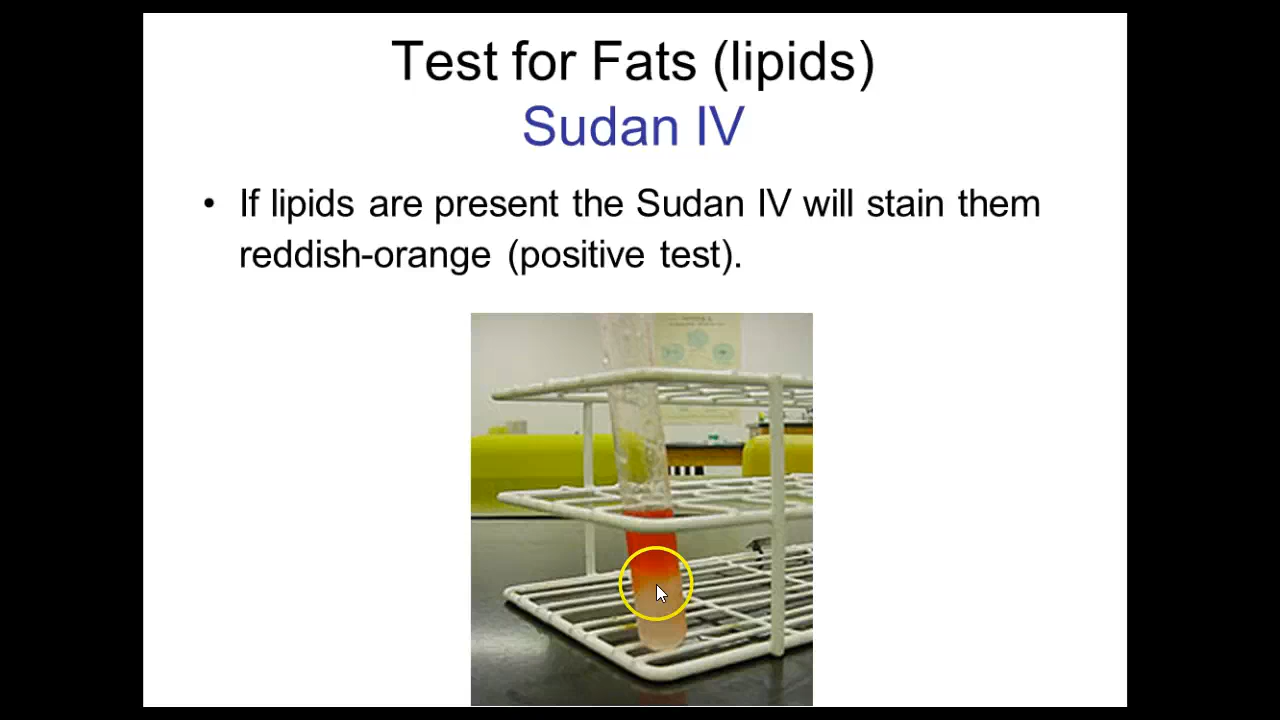 Test for Fats (lipids)
Sudan IV
• If lipids are present the Sudan IV will stain them
reddish-orange (positive test).